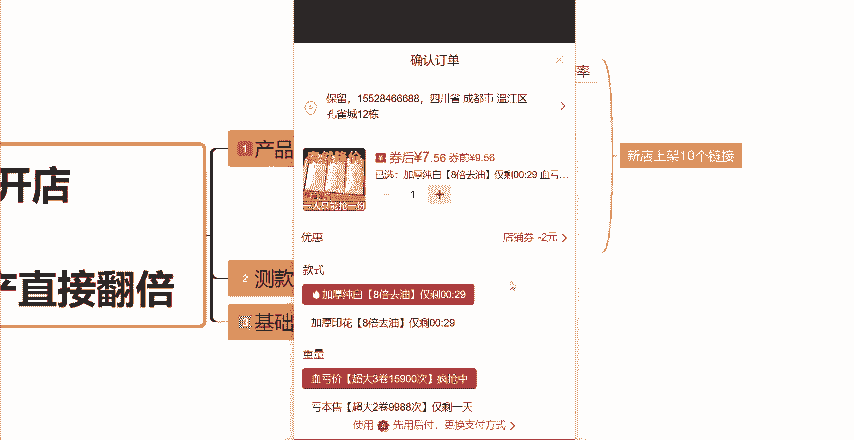 确认订单
×
率
保留，15528466688，四川省 成都市 温江区
孔雀城12栋
1 产品
券后¥7.56 券前¥9.56
已选：加厚纯白【8倍去油】仅剩00:29 血亏...
1 +
新店上架10个链接
开店
优惠
店铺券 -2元
款式
2 测款
直接翻倍
加厚纯白【8倍去油】仅剩00:29
加厚印花【8倍去油】仅剩00:29
基础
重量
血亏价【超大3卷15900次】疯抢中
亏本售【超大2卷9988次】仅剩一天
使用 先用后付，更换支付方式